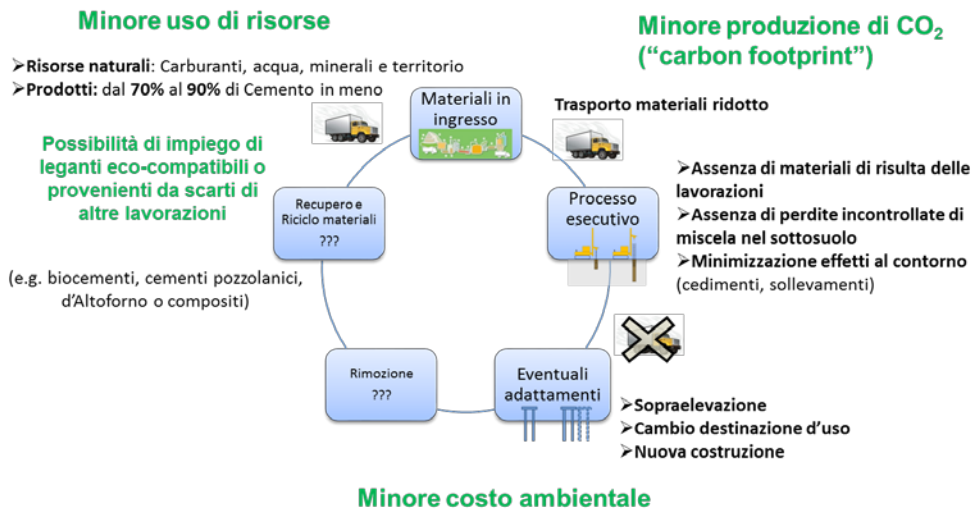 Minore uso di risorse
Minore produzione di CO₂
(“carbon footprint”)
➢Risorse naturali: Carburanti, acqua, minerali e territorio
➢Prodotti: dal 70% al 90% di Cemento in meno
Materiali in
ingresso
Trasporto materiali ridotto
Possibilità di impiego di
leganti eco-compatibili o
provenienti da scarti di
altre lavorazioni
➢Assenza di materiali di risulta delle
lavorazioni
➢Assenza di perdite incontrollate di
miscela nel sottosuolo
➢Minimizzazione effetti al contorno
(cedimenti, sollevamenti)
Processo
esecutivo
Recupero e
Riciclo materiali
???
(e.g. biocementi, cementi pozzolanici,
d’Altoforno o compositi)
Rimozione
???
Eventuali
adattamenti
➢Sopraelevazione
➢Cambio destinazione d’uso
➢Nuova costruzione
Minore costo ambientale